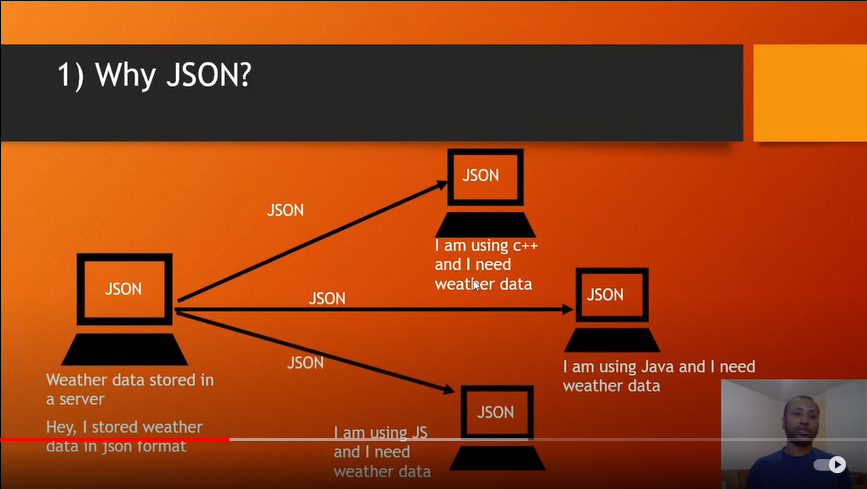 1) Why JSON?
JSON
JSON
I am using c++
and I need
weather data
JSON
JSON
JSON
JSON
I am using Java and I need
weather data
Weather data stored in
a server
Hey, I stored weather
data in json format
JSON
JSON
I am using JS
and I need
weather data